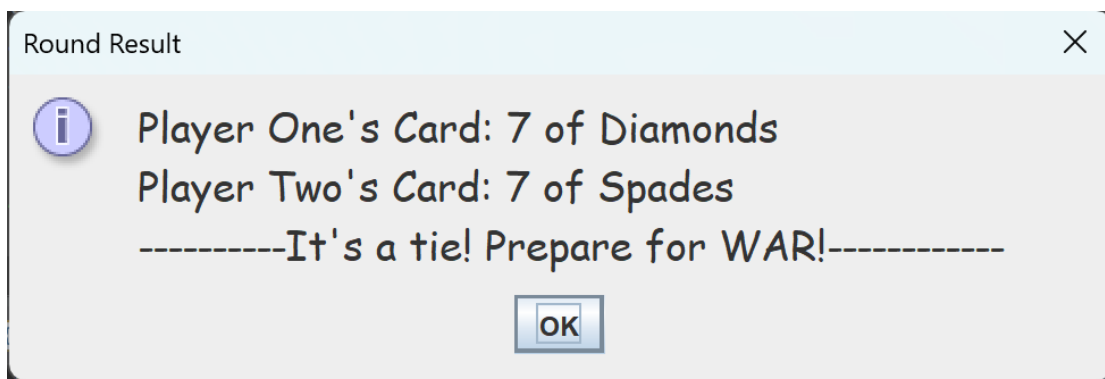 Round Result
Player One's Card: 7 of Diamonds
Player Two's Card: 7 of Spades
----------It's a tie! Prepare for WAR!------------
OK